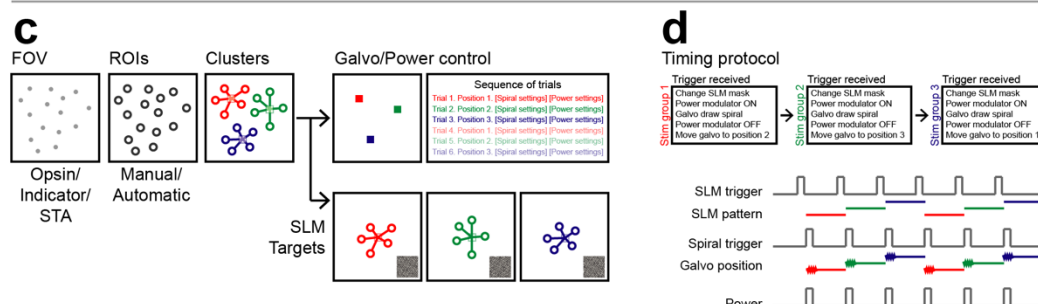 c
FOV
ROIs
Clusters
Galvo/Power control
Sequence of trials
Trial 1. Position 1. [Spiral settings] [Power settings]
Trial 2. Position 2. [Spiral settings] [Power settings]
Trial 3. Position 3. [Spiral settings] [Power settings]
Trial 4. Position 1. [Spiral settings] [Power settings]
Trial 5. Position 2. [Spiral settings] [Power settings]
Trial 6. Position 3. [Spiral settings] [Power settings]
Opsin/
Indicator/
STA
Manual/
Automatic
SLM
Targets
d
Timing protocol
Stim group 1
Trigger received
Change SLM mask
Power modulator ON
Galvo draw spiral
Power modulator OFF
Move galvo to position 2
Stim group 2
Trigger received
Change SLM mask
Power modulator ON
Galvo draw spiral
Power modulator OFF
Move galvo to position 3
Stim group 3
Trigger received
Change SLM mask
Power modulator ON
Galvo draw spiral
Power modulator OFF
Move galvo to position 1
SLM trigger
SLM pattern
Spiral trigger
Galvo position
Power